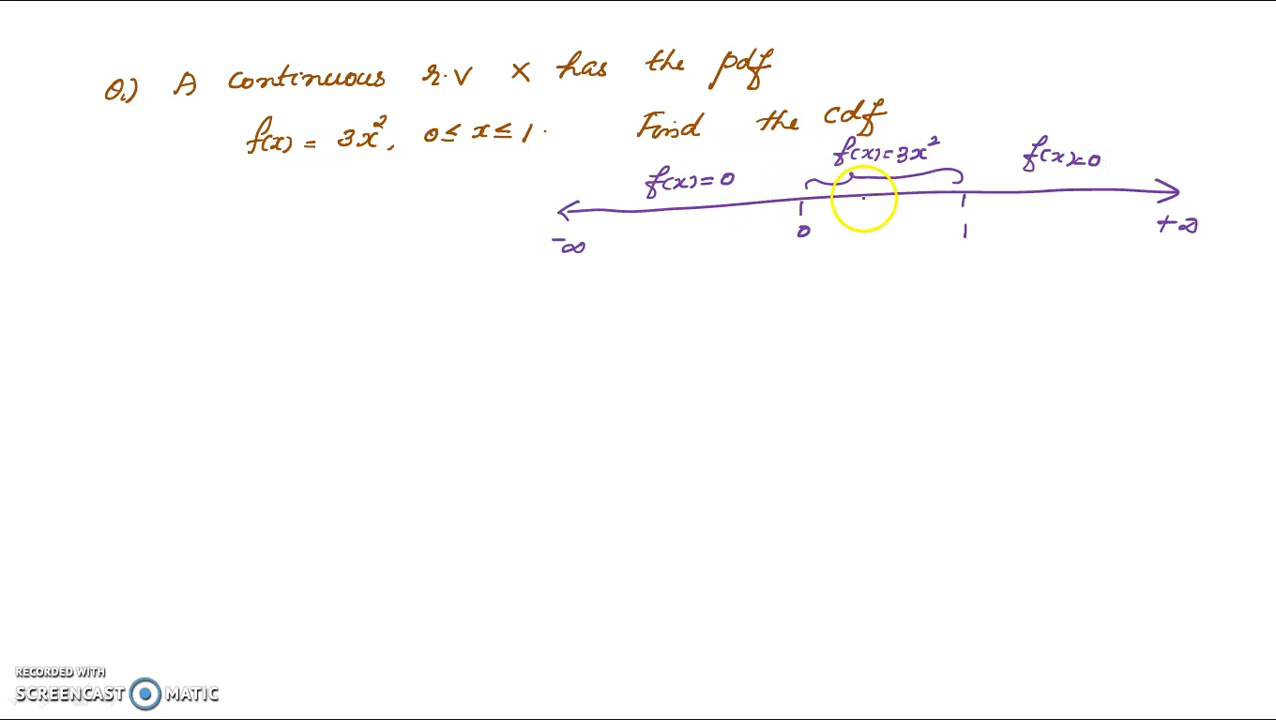 Q.) A continuous r.v X has the pdf
f(x) = 3x², 0 ≤ x ≤ 1. Find the cdf
f(x) = 0 f(x) = 3x² f(x) = 0
-∞ 0 1 +∞
RECORDED WITH
SCREENCAST MATIC